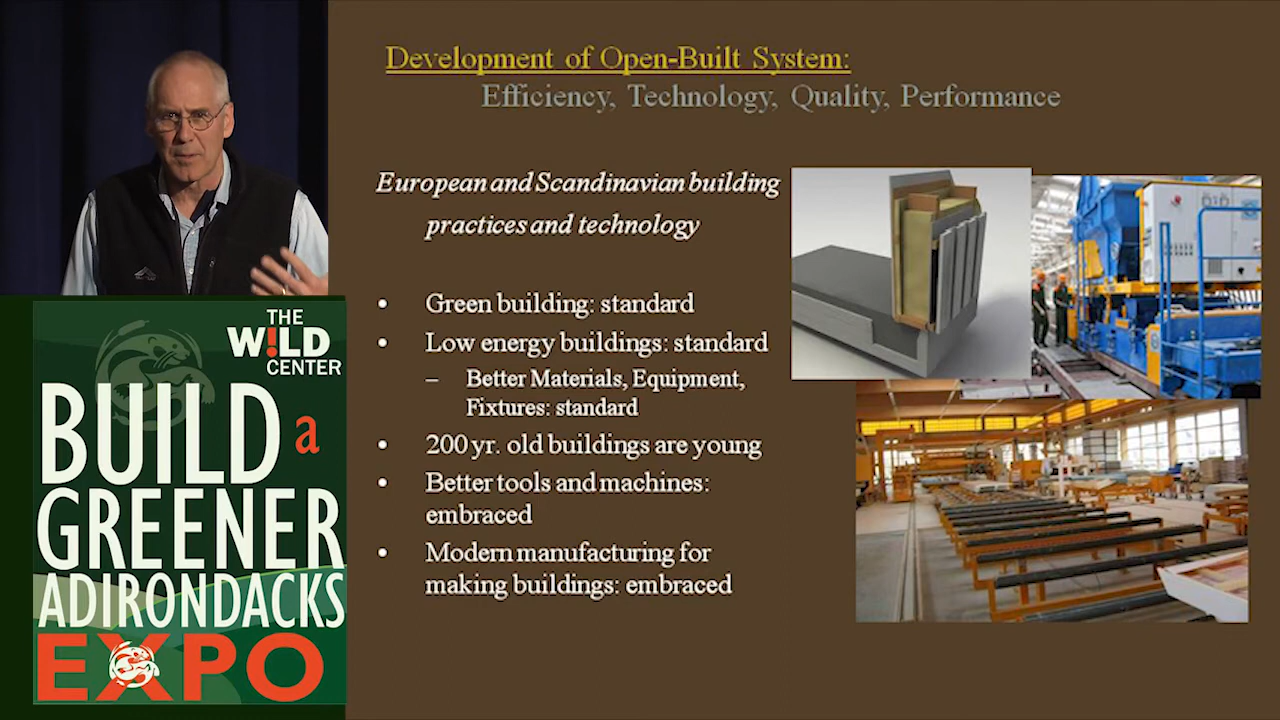 Development of Open-Built System:
Efficiency, Technology, Quality, Performance
European and Scandinavian building
practices and technology
• Green building: standard
• Low energy buildings: standard
– Better Materials, Equipment,
Fixtures: standard
• 200 yr. old buildings are young
• Better tools and machines:
embraced
• Modern manufacturing for
making buildings: embraced
THE
W!LD
CENTER
BUILD a
GREENER
ADIRONDACKS
EXPO